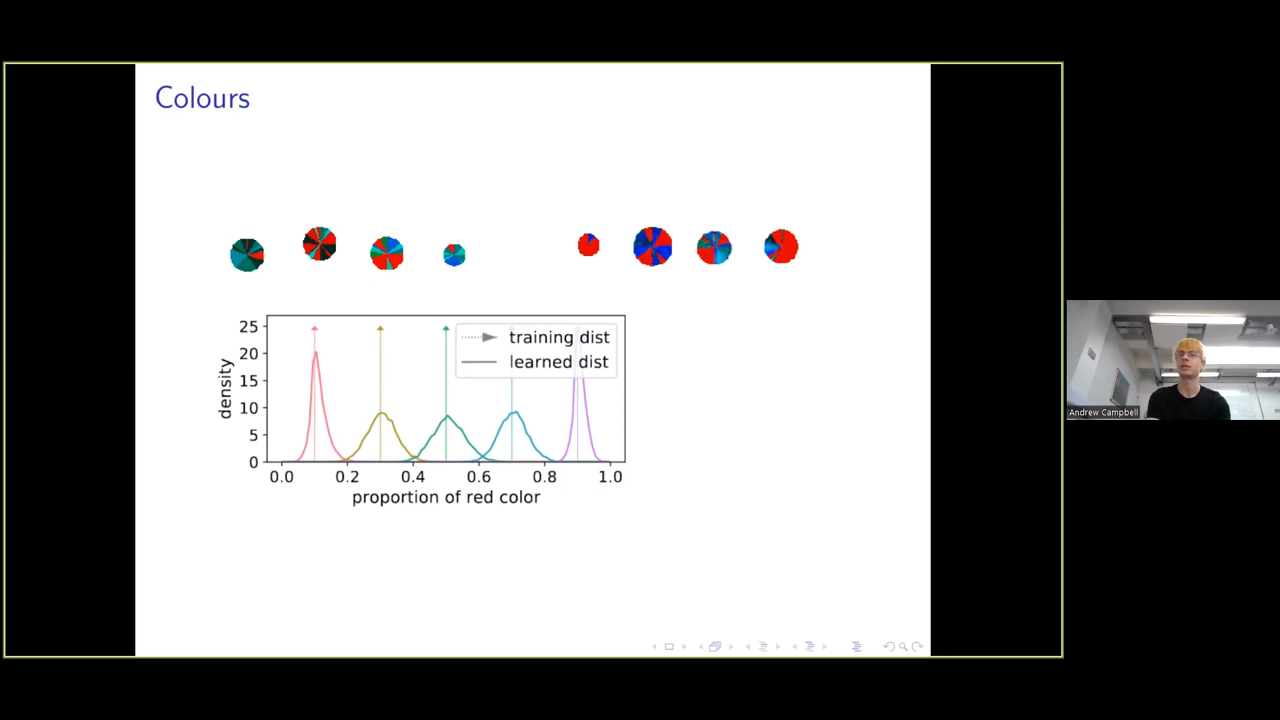 Colours
25
20
15
10
5
0
density
training dist
learned dist
0.0 0.2 0.4 0.6 0.8 1.0
proportion of red color
Andrew Campbell